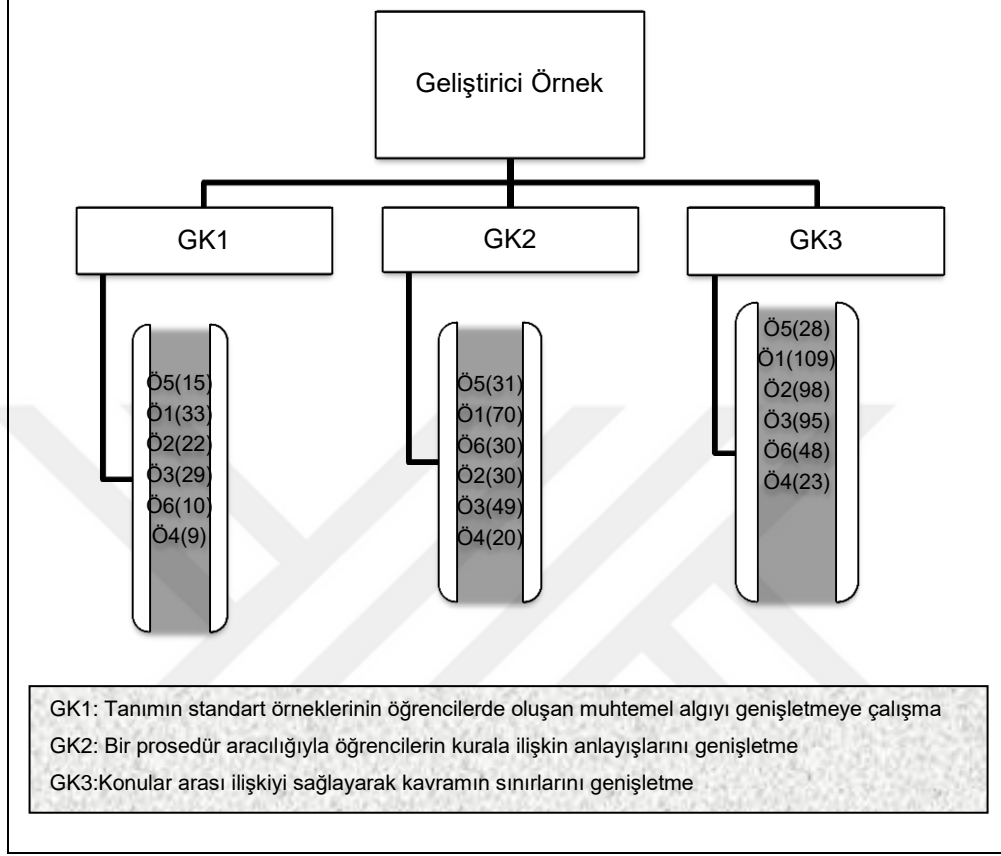 Geliştirici Örnek
GK1
GK2
GK3
Ö5(15)
Ö1(33)
Ö2(22)
Ö3(29)
Ö6(10)
Ö4(9)
Ö5(31)
Ö1(70)
Ö6(30)
Ö2(30)
Ö3(49)
Ö4(20)
Ö5(28)
Ö1(109)
Ö2(98)
Ö3(95)
Ö6(48)
Ö4(23)
GK1: Tanımın standart örneklerinin öğrencilerde oluşan muhtemel algıyı genişletmeye çalışma
GK2: Bir prosedür aracılığıyla öğrencilerin kurala ilişkin anlayışlarını genişletme
GK3:Konular arası ilişkiyi sağlayarak kavramın sınırlarını genişletme